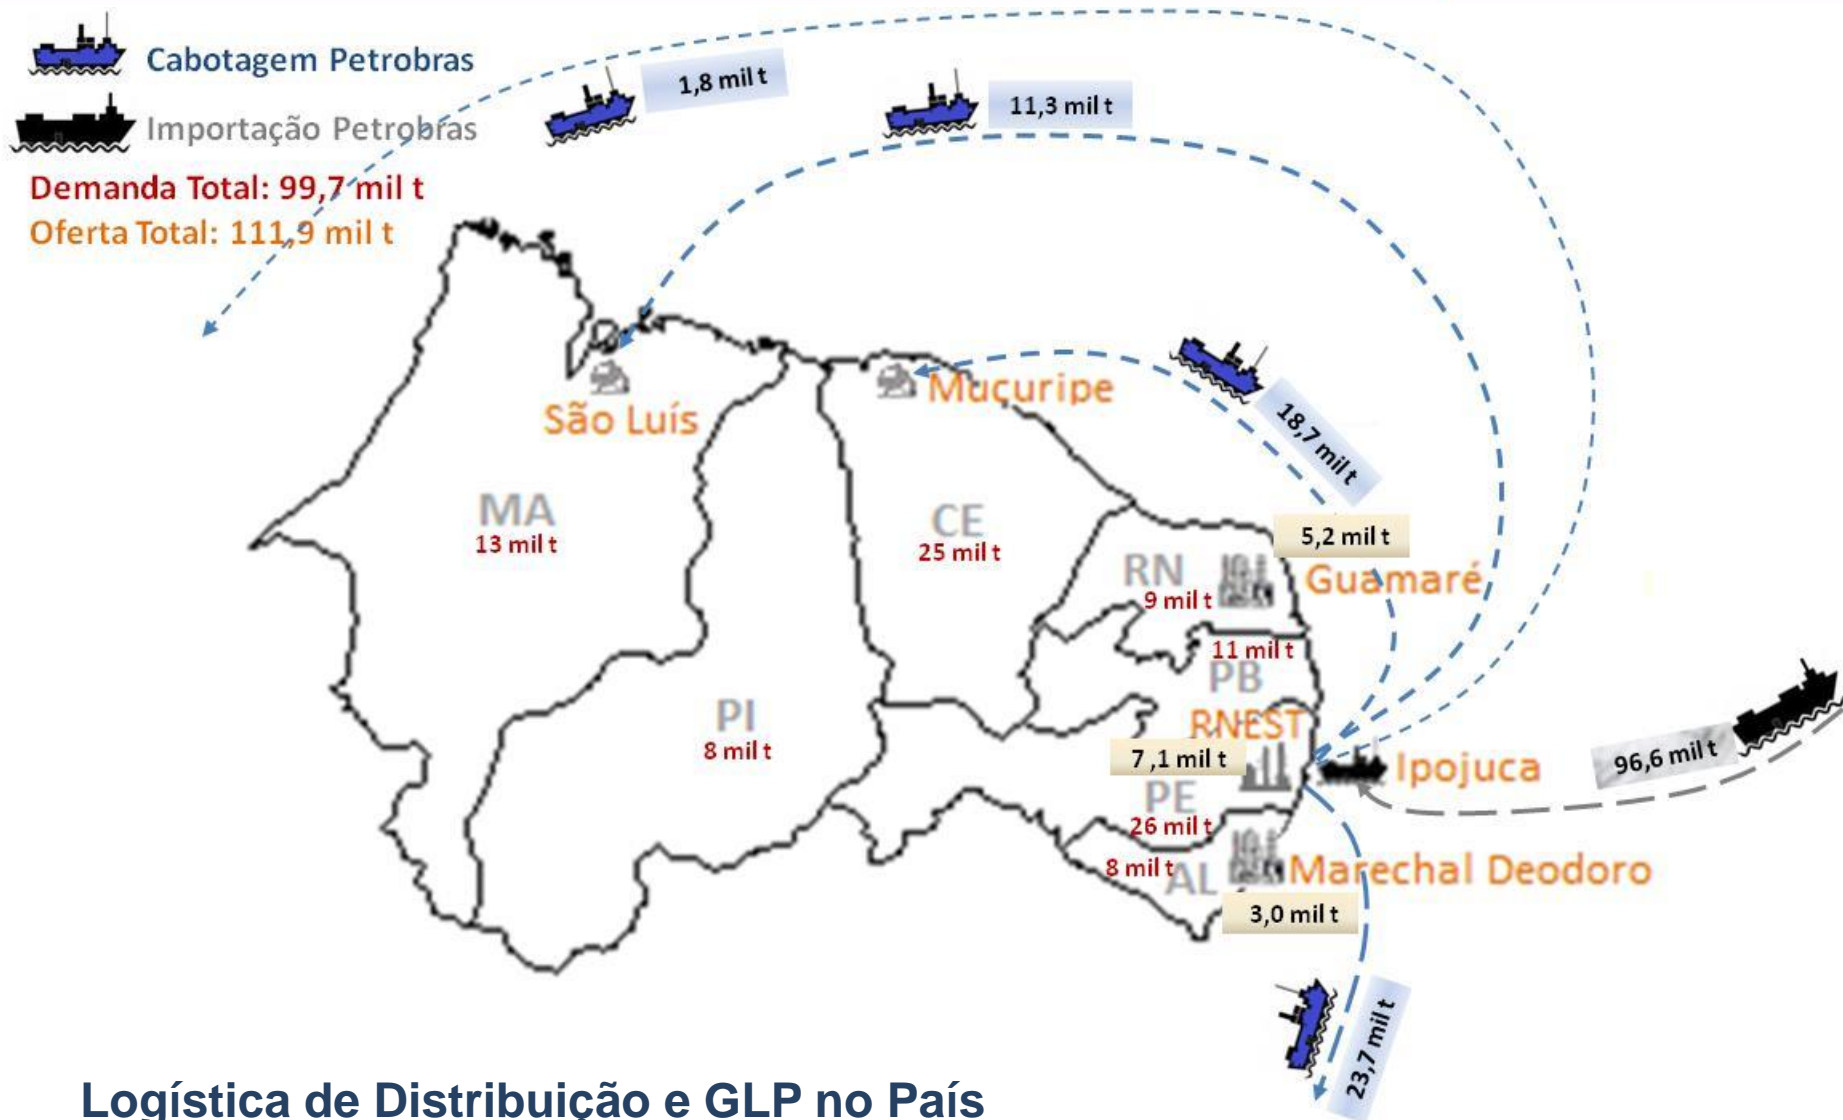 Cabotagem Petrobras
1,8 mil t
11,3 mil t
Importação Petrobras
Demanda Total: 99,7 mil t
Oferta Total: 111,9 mil t
São Luís
Mucuripe
18,7 mil t
MA
13 mil t
CE
25 mil t
5,2 mil t
RN
9 mil t
Guamaré
11 mil t
PB
PI
8 mil t
RNEST
7,1 mil t
Ipojuca
96,6 mil t
PE
26 mil t
8 mil t
AL
Marechal Deodoro
3,0 mil t
23,7 mil t
Logística de Distribuição e GLP no País